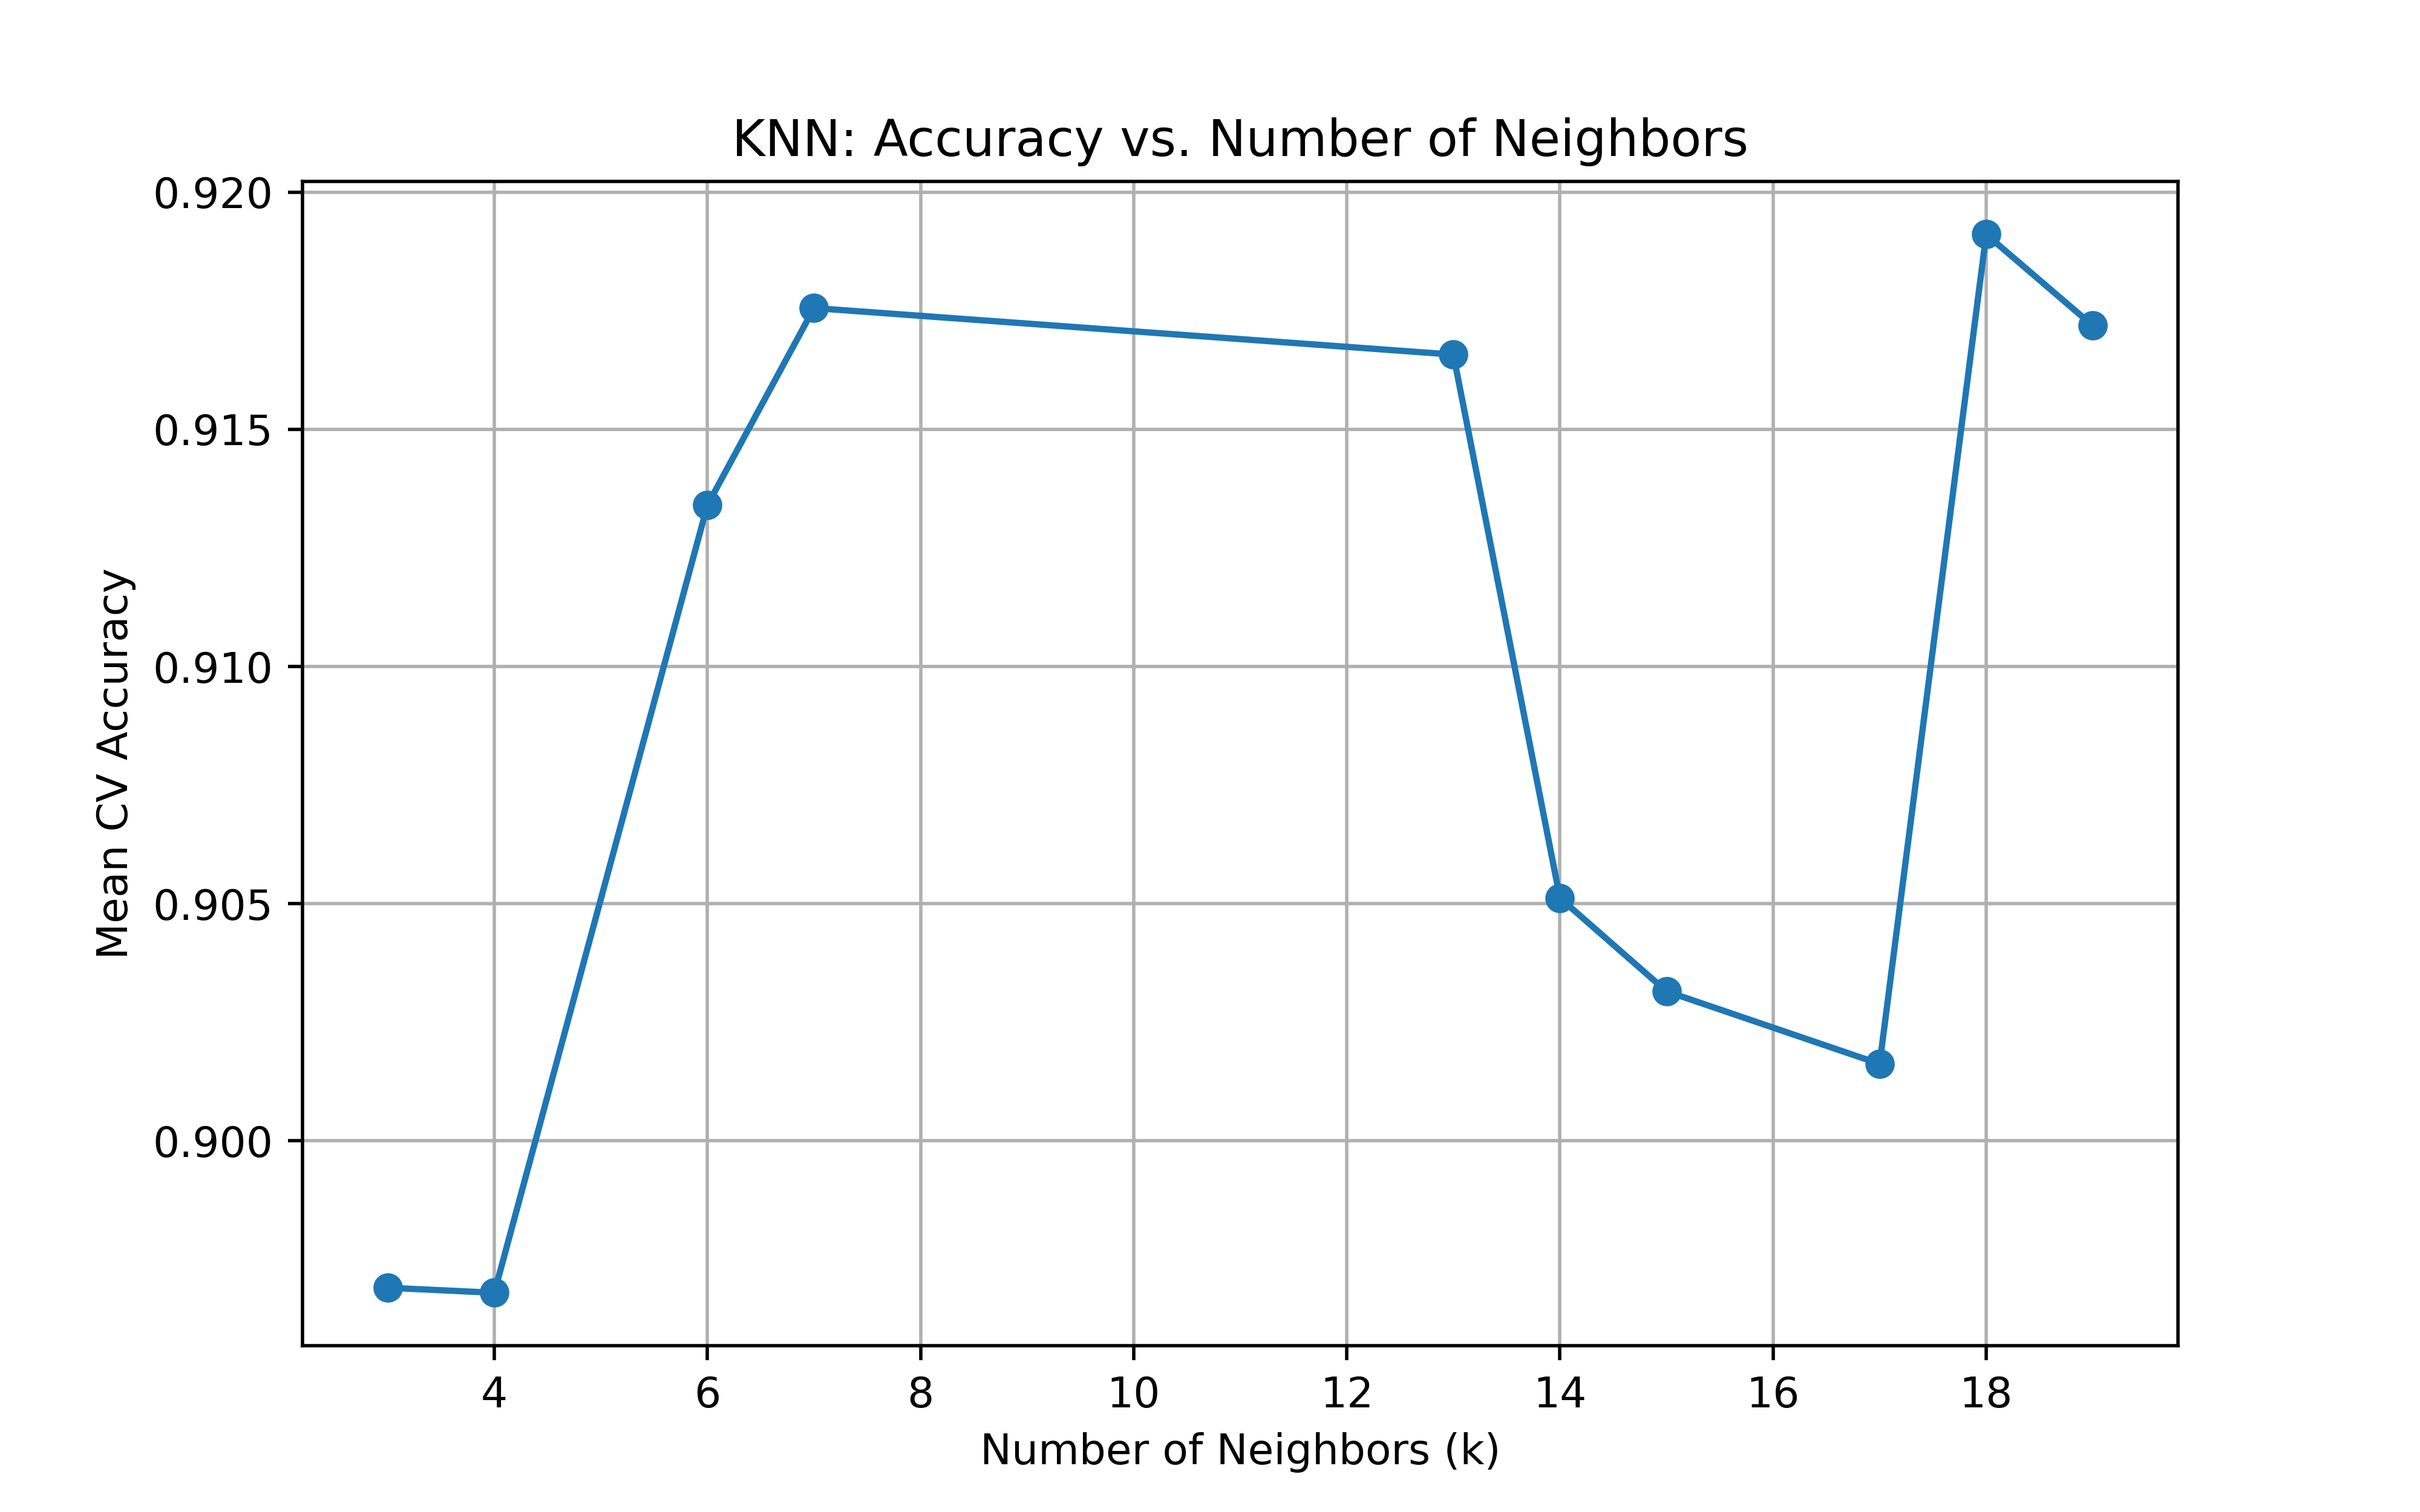 KNN: Accuracy vs. Number of Neighbors
0.920
0.915
0.910
0.905
0.900
Mean CV Accuracy
4 6 8 10 12 14 16 18
Number of Neighbors (k)